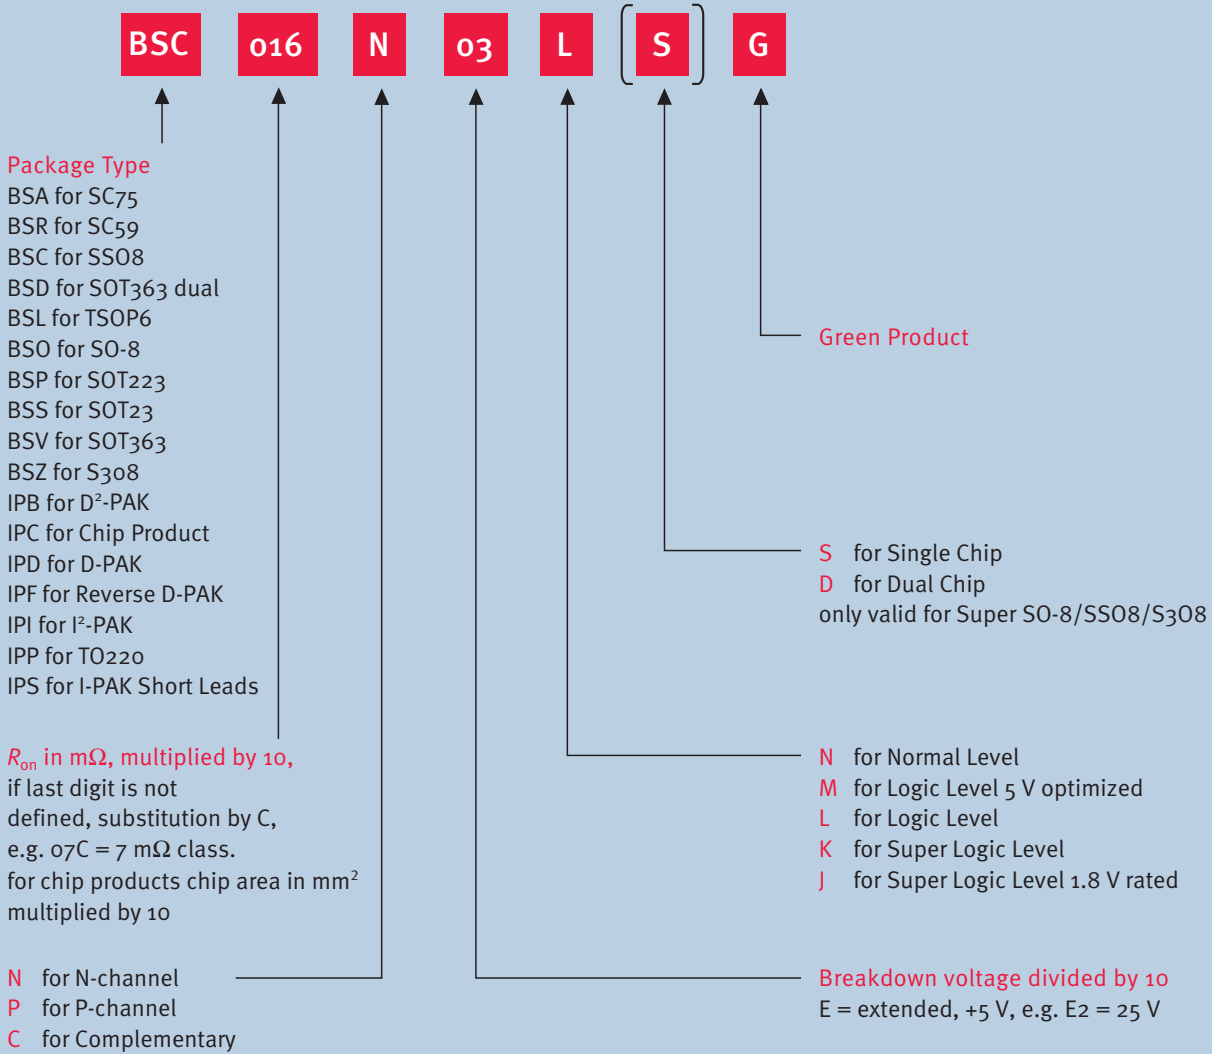 BSC 016 N 03 L (S) G
Package Type
BSA for SC75
BSR for SC59
BSC for SSO8
BSD for SOT363 dual
BSL for TSOP6
BSO for SO-8
BSP for SOT223
BSS for SOT23
BSV for SOT363
BSZ for S3O8
IPB for D²-PAK
IPC for Chip Product
IPD for D-PAK
IPF for Reverse D-PAK
IPI for I²-PAK
IPP for TO220
IPS for I-PAK Short Leads
Ron in mΩ, multiplied by 10,
if last digit is not
defined, substitution by C,
e.g. 07C = 7 mΩ class.
for chip products chip area in mm²
multiplied by 10
N for N-channel
P for P-channel
C for Complementary
Green Product
S for Single Chip
D for Dual Chip
only valid for Super SO-8/SSO8/S3O8
N for Normal Level
M for Logic Level 5 V optimized
L for Logic Level
K for Super Logic Level
J for Super Logic Level 1.8 V rated
Breakdown voltage divided by 10
E = extended, +5 V, e.g. E2 = 25 V